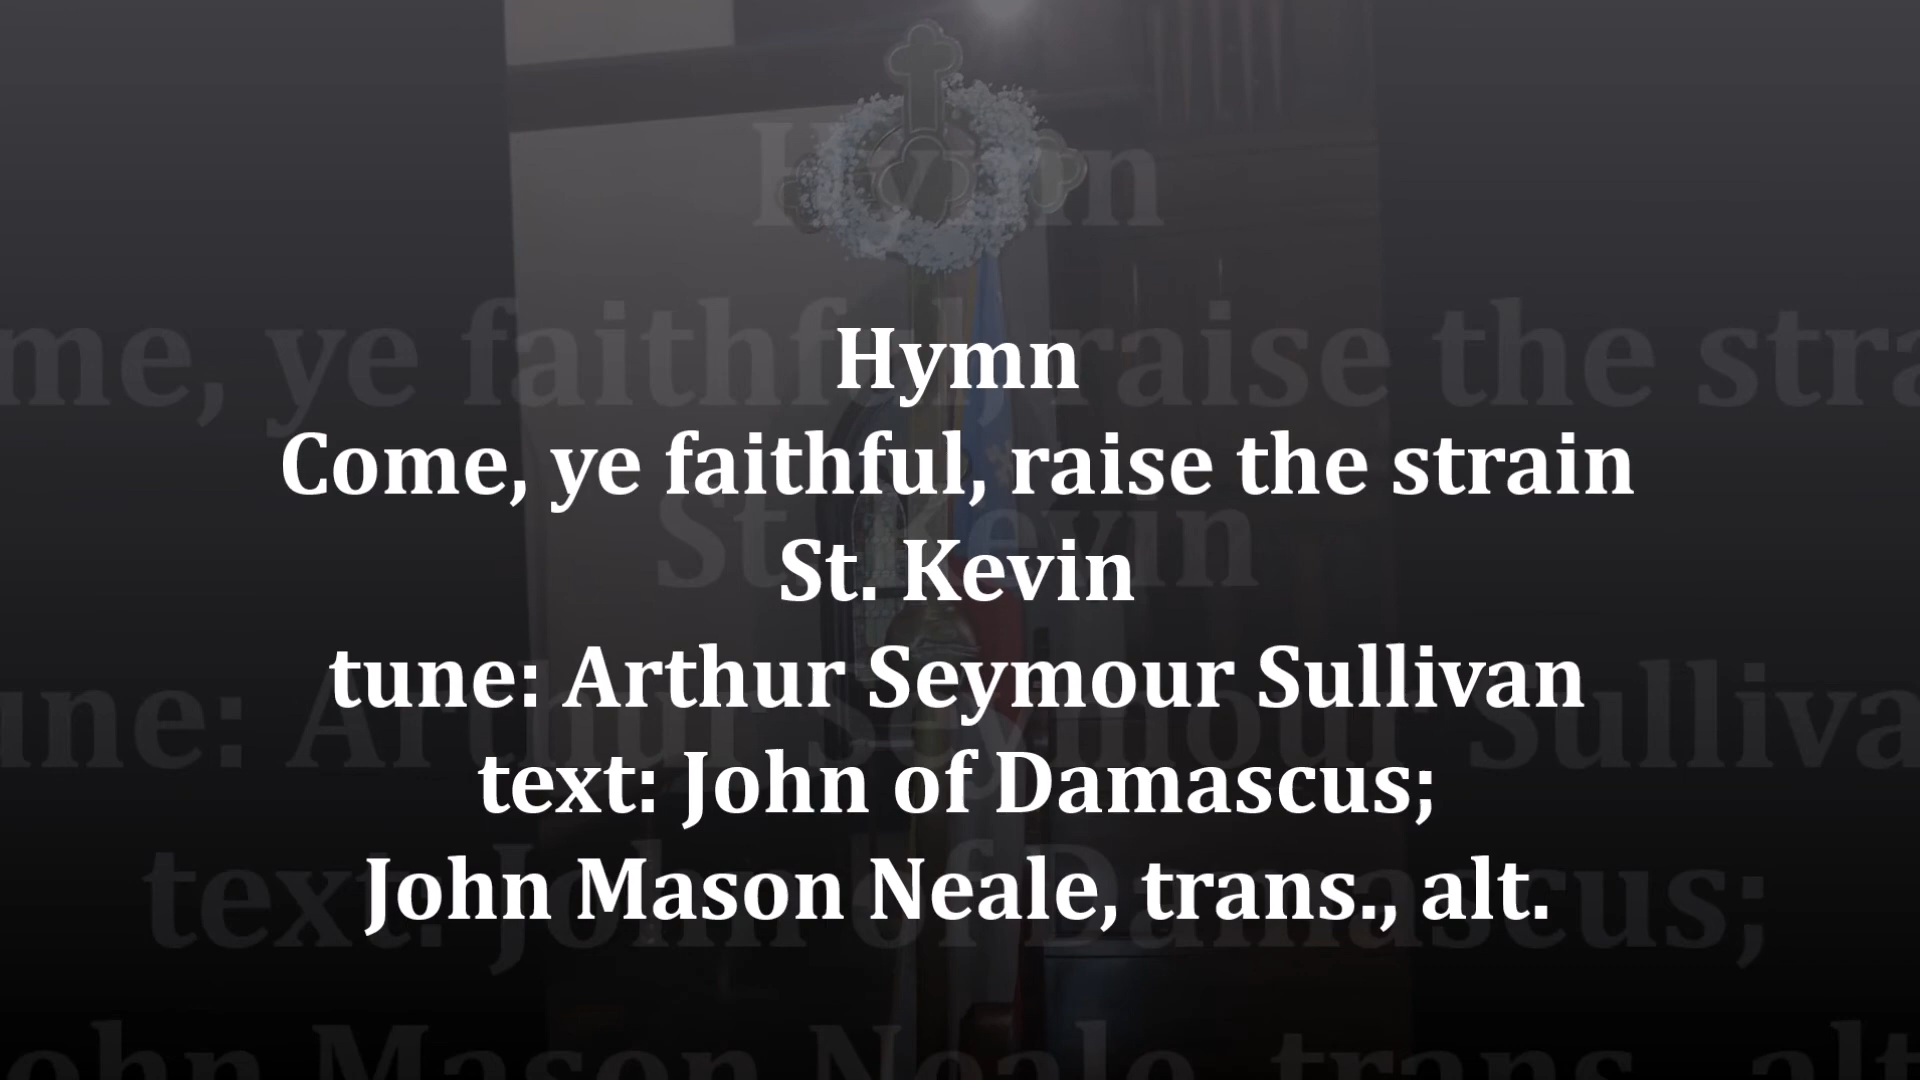 Hymn
Come, ye faithful, raise the strain
St. Kevin
tune: Arthur Seymour Sullivan
text: John of Damascus;
John Mason Neale, trans., alt.